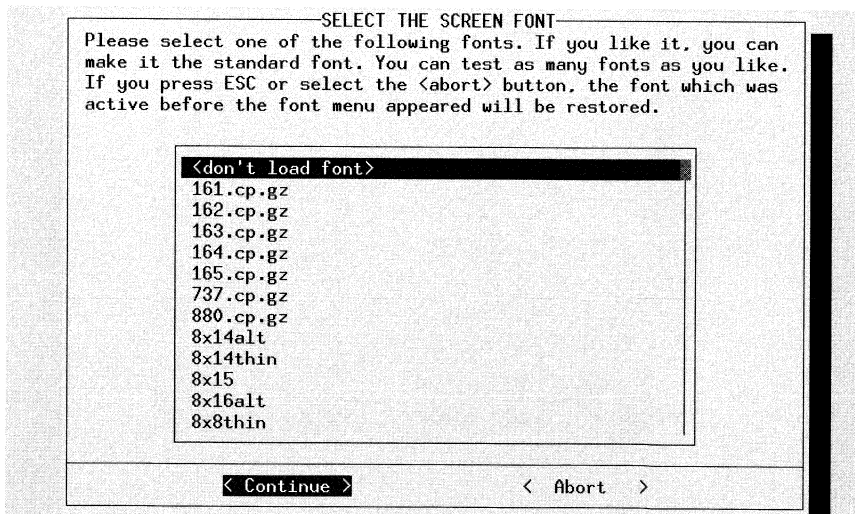 SELECT THE SCREEN FONT
Please select one of the following fonts. If you like it, you can
make it the standard font. You can test as many fonts as you like.
If you press ESC or select the <abort> button, the font which was
active before the font menu appeared will be restored.
<don't load font>
161.cp.gz
162.cp.gz
163.cp.gz
164.cp.gz
165.cp.gz
737.cp.gz
880.cp.gz
8x14alt
8x14thin
8x15
8x16alt
8x8thin
< Continue > < Abort >